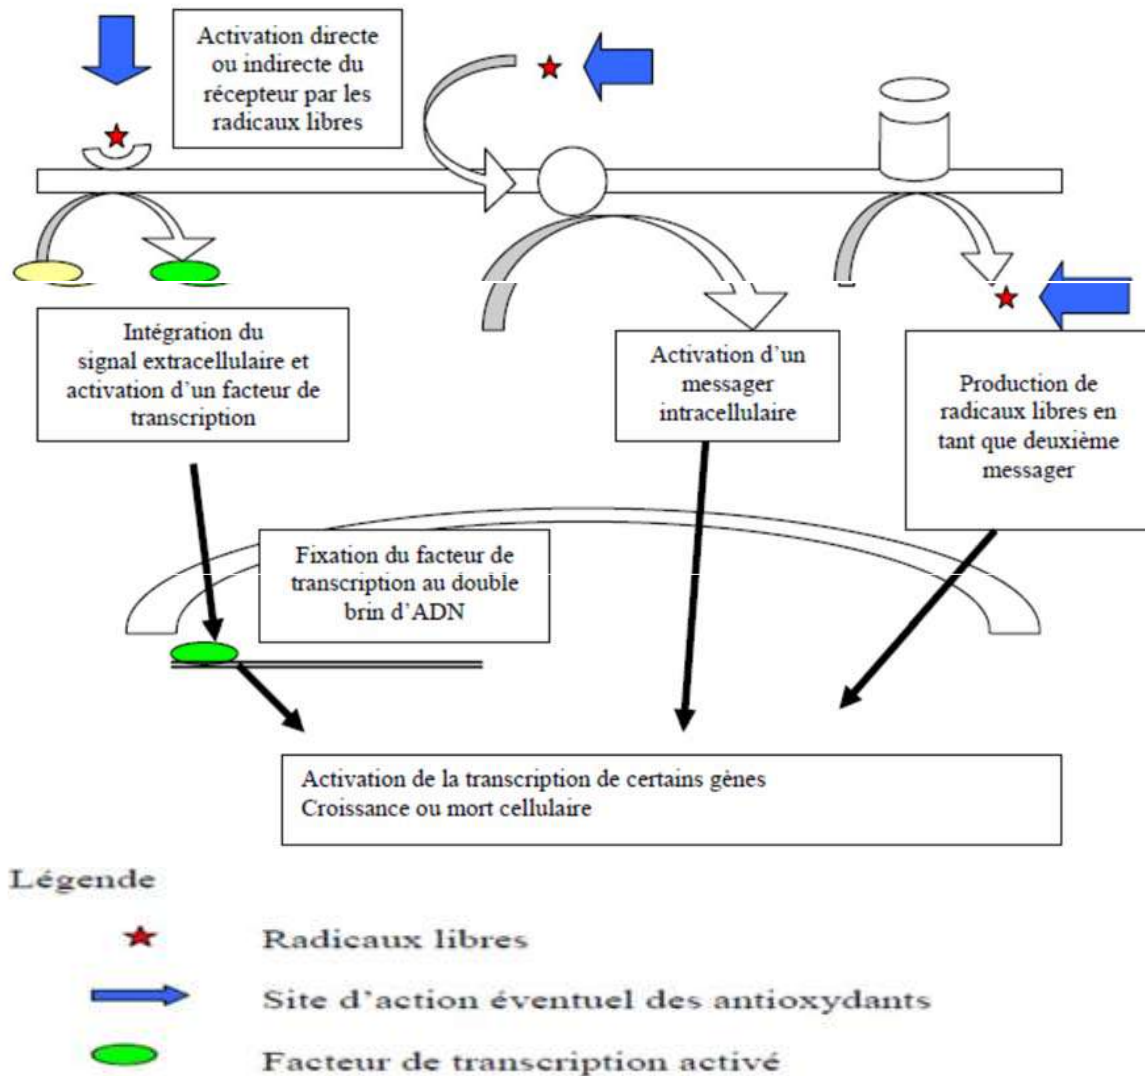 Activation directe
ou indirecte du
récepteur par les
radicaux libres
Intégration du
signal extracellulaire et
activation d’un facteur de
transcription
Activation d’un
messager
intracellulaire
Production de
radicaux libres en
tant que deuxième
messager
Fixation du facteur de
transcription au double
brin d’ADN
Activation de la transcription de certains gènes
Croissance ou mort cellulaire
Légende
Radicaux libres
Site d’action éventuel des antioxydants
Facteur de transcription activé